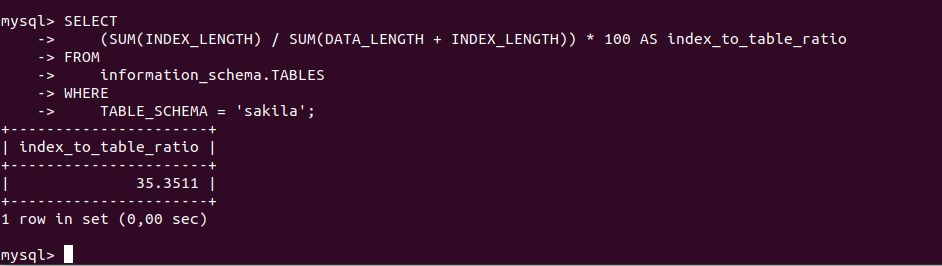 mysql> SELECT
    ->     (SUM(INDEX_LENGTH) / SUM(DATA_LENGTH + INDEX_LENGTH)) * 100 AS index_to_table_ratio
    -> FROM
    ->     information_schema.TABLES
    -> WHERE
    ->     TABLE_SCHEMA = 'sakila';
+----------------------+
| index_to_table_ratio |
+----------------------+
|              35.3511 |
+----------------------+
1 row in set (0,00 sec)

mysql>